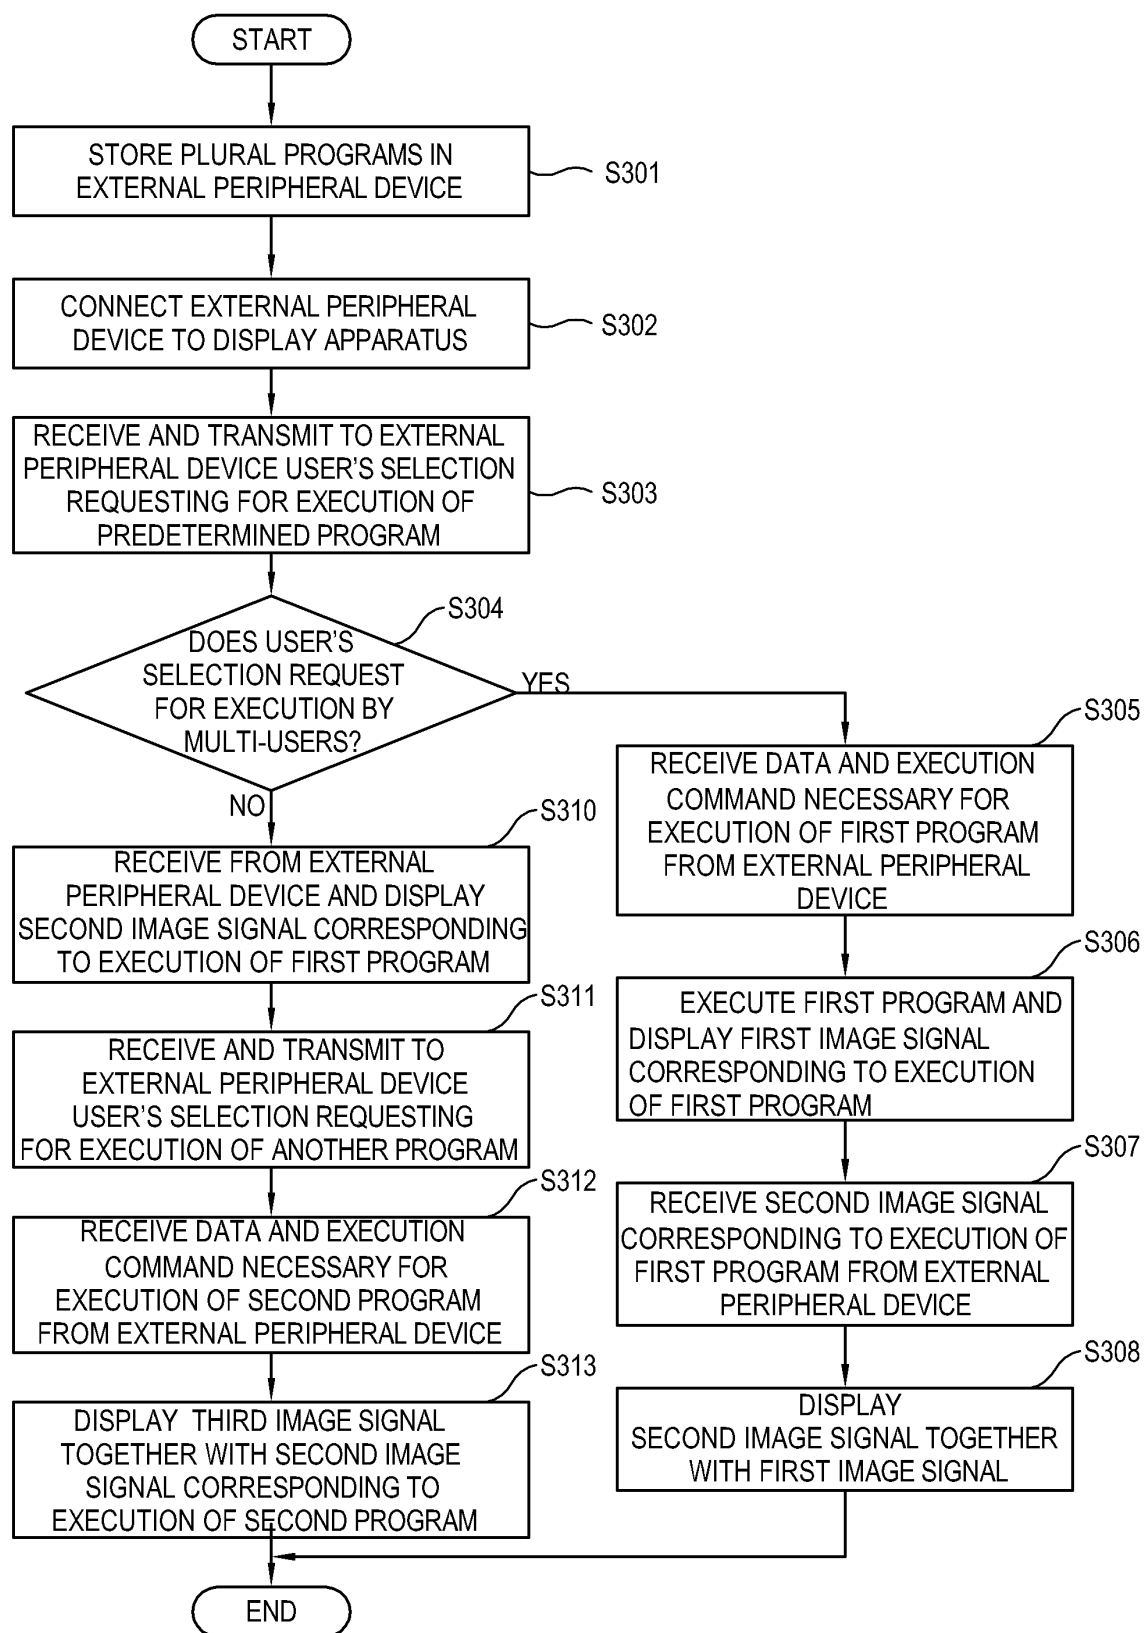 START
STORE PLURAL PROGRAMS IN
EXTERNAL PERIPHERAL DEVICE
S301
CONNECT EXTERNAL PERIPHERAL
DEVICE TO DISPLAY APPARATUS
S302
RECEIVE AND TRANSMIT TO EXTERNAL
PERIPHERAL DEVICE USER'S SELECTION
REQUESTING FOR EXECUTION OF
PREDETERMINED PROGRAM
S303
S304
DOES USER'S
SELECTION REQUEST
FOR EXECUTION BY
MULTI-USERS?
YES
NO
S310
RECEIVE FROM EXTERNAL
PERIPHERAL DEVICE AND DISPLAY
SECOND IMAGE SIGNAL CORRESPONDING
TO EXECUTION OF FIRST PROGRAM
S311
RECEIVE AND TRANSMIT TO
EXTERNAL PERIPHERAL DEVICE
USER'S SELECTION REQUESTING
FOR EXECUTION OF ANOTHER PROGRAM
S312
RECEIVE DATA AND EXECUTION
COMMAND NECESSARY FOR
EXECUTION OF SECOND PROGRAM
FROM EXTERNAL PERIPHERAL DEVICE
S313
DISPLAY THIRD IMAGE SIGNAL
TOGETHER WITH SECOND IMAGE
SIGNAL CORRESPONDING TO
EXECUTION OF SECOND PROGRAM
S305
RECEIVE DATA AND EXECUTION
COMMAND NECESSARY FOR
EXECUTION OF FIRST PROGRAM
FROM EXTERNAL PERIPHERAL
DEVICE
S306
EXECUTE FIRST PROGRAM AND
DISPLAY FIRST IMAGE SIGNAL
CORRESPONDING TO EXECUTION
OF FIRST PROGRAM
S307
RECEIVE SECOND IMAGE SIGNAL
CORRESPONDING TO EXECUTION OF
FIRST PROGRAM FROM EXTERNAL
PERIPHERAL DEVICE
S308
DISPLAY
SECOND IMAGE SIGNAL TOGETHER
WITH FIRST IMAGE SIGNAL
END